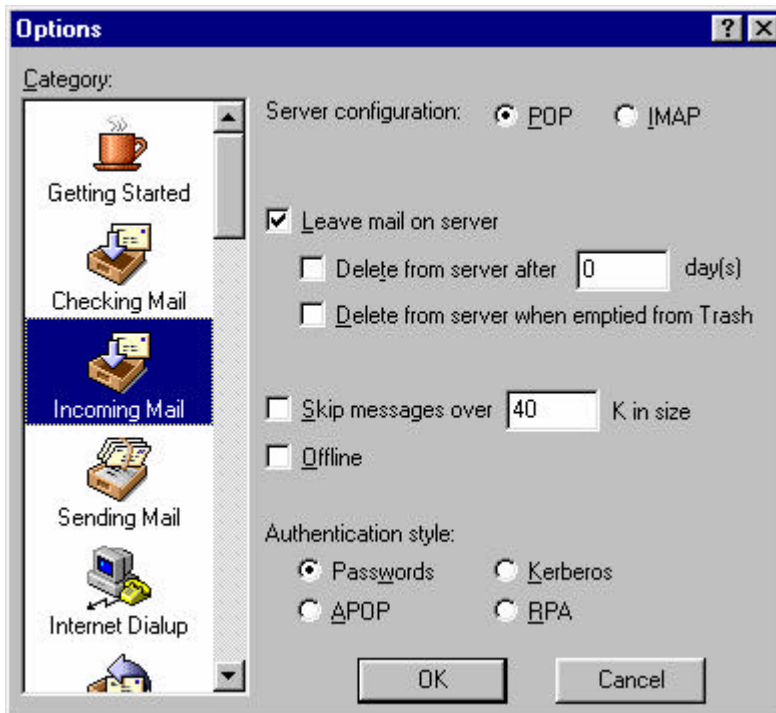 Options
Category:
Getting Started
Checking Mail
Incoming Mail
Sending Mail
Internet Dialup
Server configuration: POP IMAP
Leave mail on server
Delete from server after 0 day(s)
Delete from server when emptied from Trash
Skip messages over 40 K in size
Offline
Authentication style:
Passwords Kerberos
APOP RPA
OK Cancel